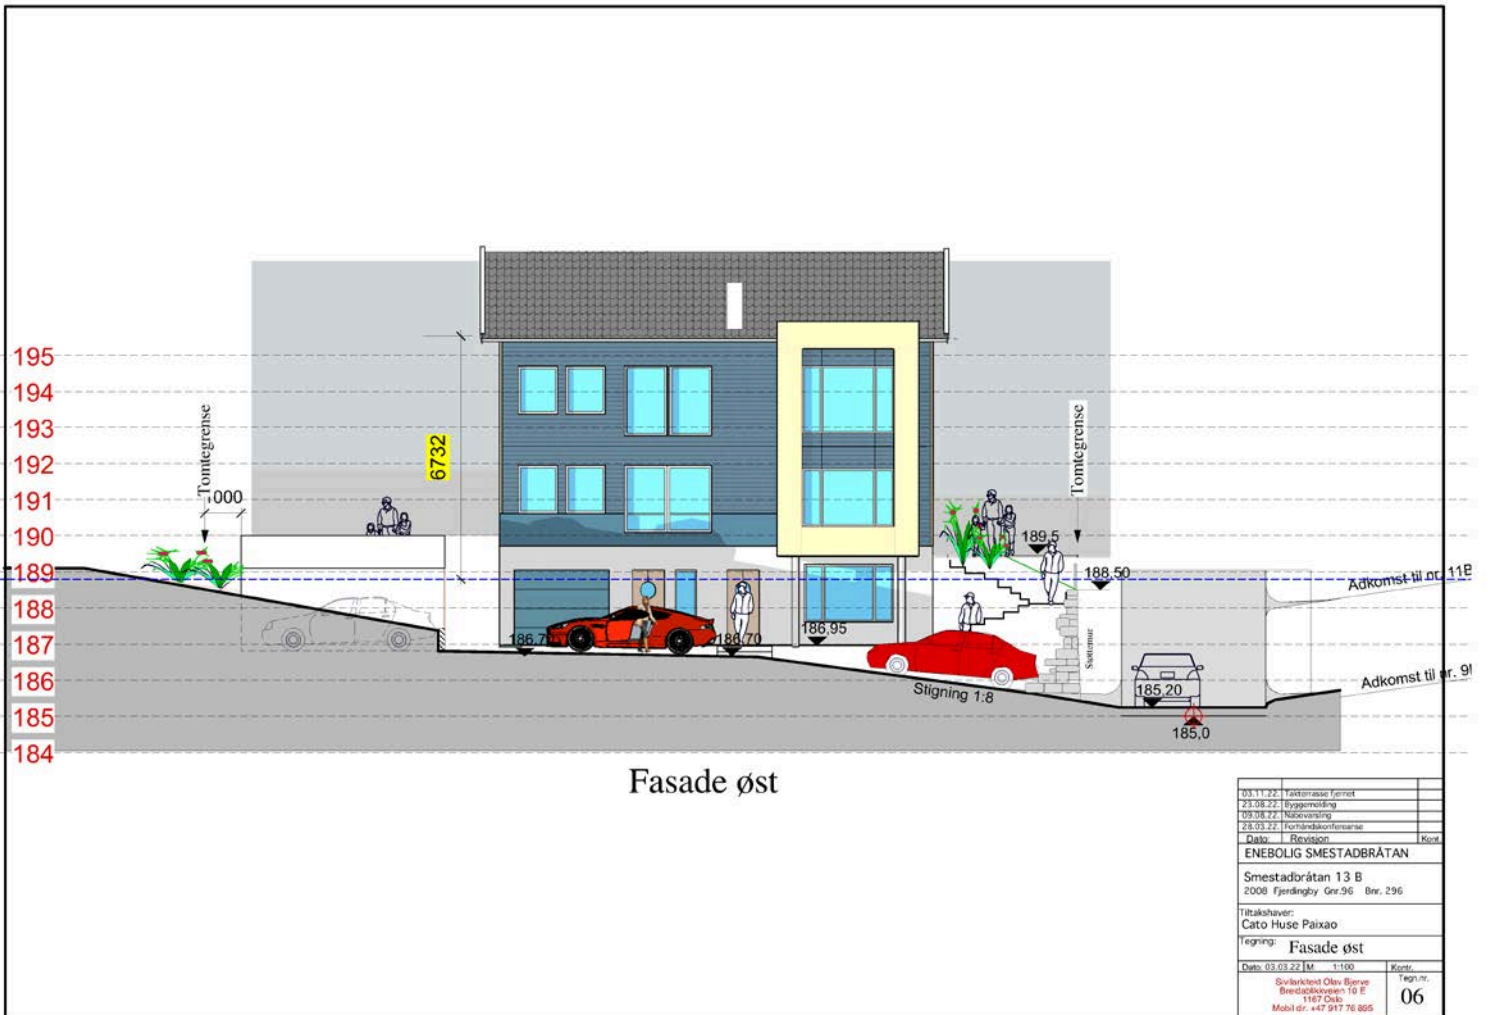 195
194
193
192
191
190
189
188
187
186
185
184
Tomtegrense
000
6732
Tomtegrense
189,5
188,50
Adkomst til nr. 11B
186,70
186,95
Støttemur
Stigning 1:8
185,20
185,0
Adkomst til nr. 9
Fasade øst
03.11.22. Takterrasse fjernet
23.08.22. Byggemelding
09.08.22. Nabovarsling
28.03.22. Forhåndskonferanse
Dato: Revisjon Kont.
ENEBOLIG SMESTADBRÅTAN
Smestadbråtan 13 B
2008 Fjerdingby Gnr.96 Bnr. 296
Tiltakshaver:
Cato Huse Paixao
Tegning: Fasade øst
Dato: 03.03.22 M 1:100 Kontr.
Sivilarkitekt Olav Bjerve
Bredablikkveien 10 E
1167 Oslo
Mobil dir. +47 917 76 895
Tegn.nr.
06